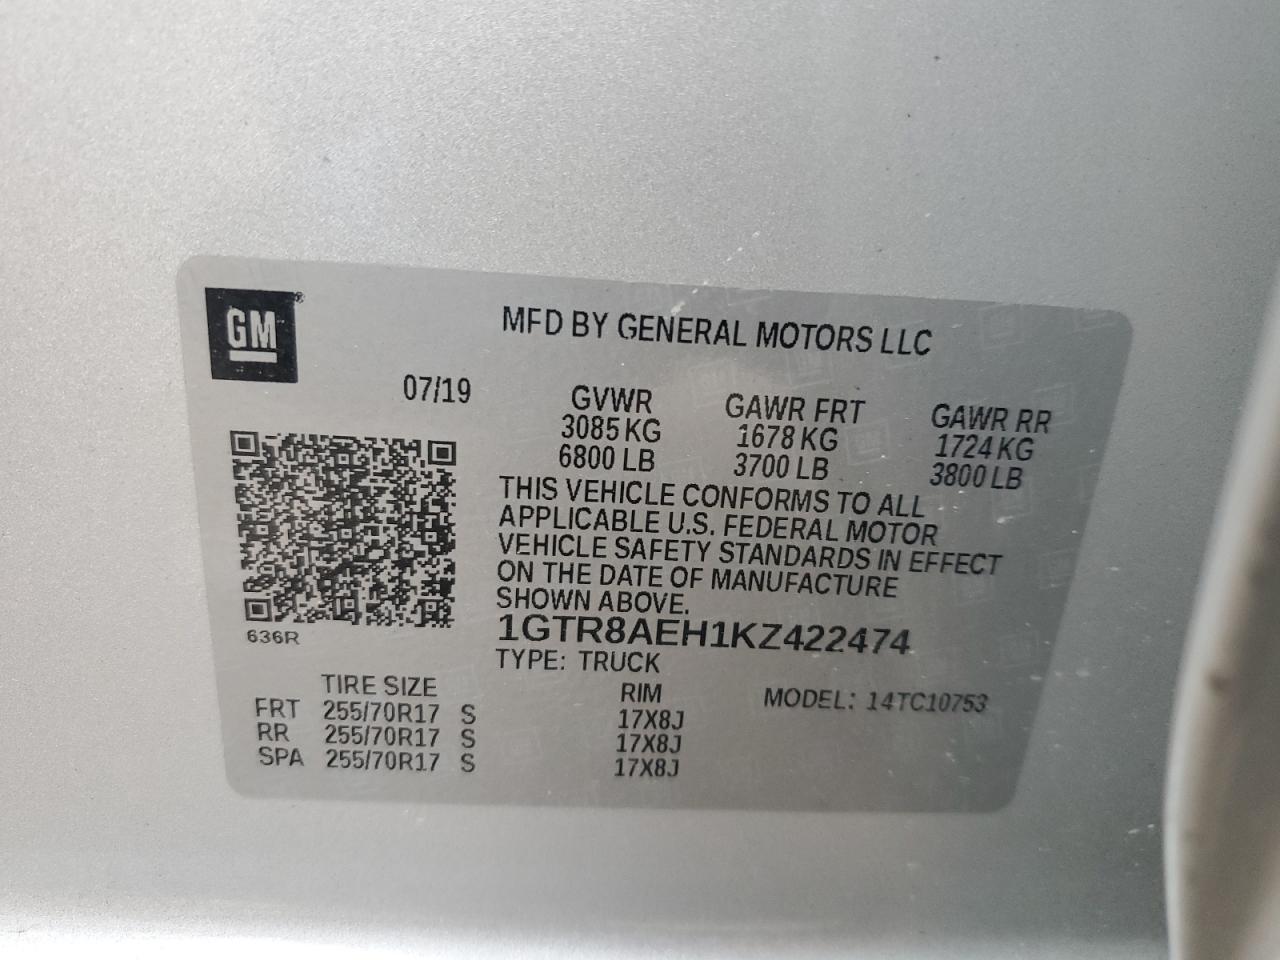 GM
MFD BY GENERAL MOTORS LLC
07/19 GVWR GAWR FRT GAWR RR
3085 KG 1678 KG 1724 KG
6800 LB 3700 LB 3800 LB
THIS VEHICLE CONFORMS TO ALL
APPLICABLE U.S. FEDERAL MOTOR
VEHICLE SAFETY STANDARDS IN EFFECT
ON THE DATE OF MANUFACTURE
SHOWN ABOVE.
636R
1GTR8AEH1KZ422474
TYPE: TRUCK
TIRE SIZE RIM MODEL: 14TC10753
FRT 255/70R17 S 17X8J
RR 255/70R17 S 17X8J
SPA 255/70R17 S 17X8J